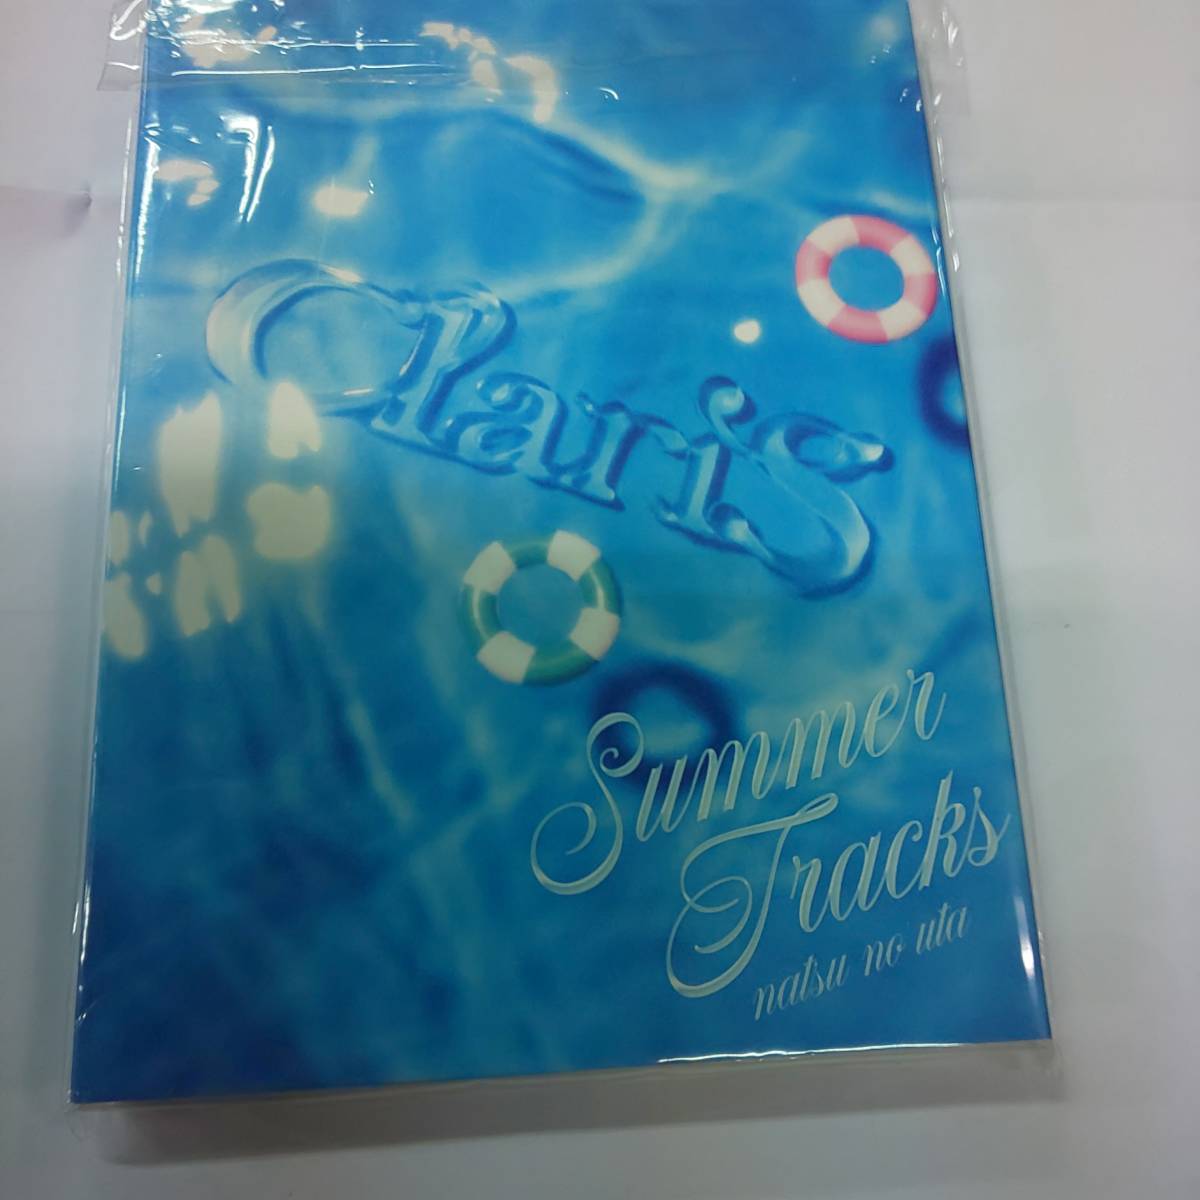 ClariS
Summer
Tracks
natsu no uta